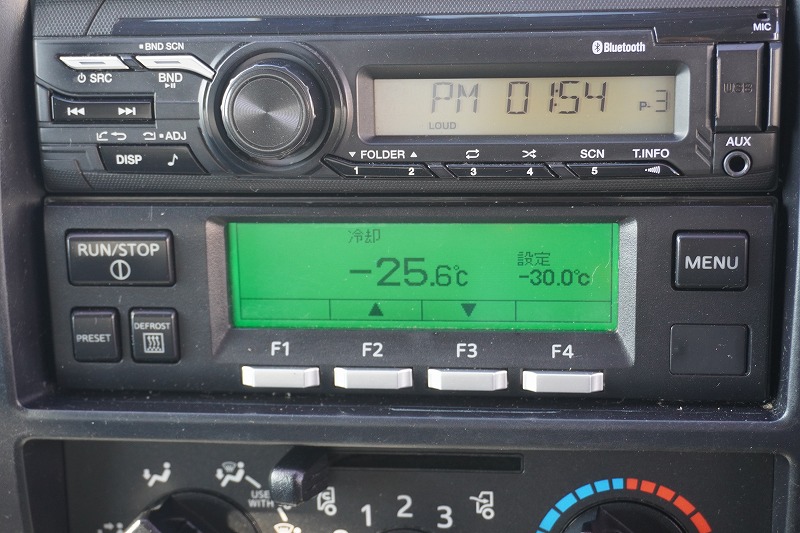 MIC
BND SCN
SRC
BND
Bluetooth
PM 01:54 P-3
LOUD
USB
ADJ
DISP
FOLDER
SCN
T.INFO
AUX
1 2 3 4 5
RUN/STOP
冷却
-25.6℃
設定
-30.0℃
▲ ▼
MENU
PRESET
DEFROST
F1 F2 F3 F4
USE
WITH
1 2 3